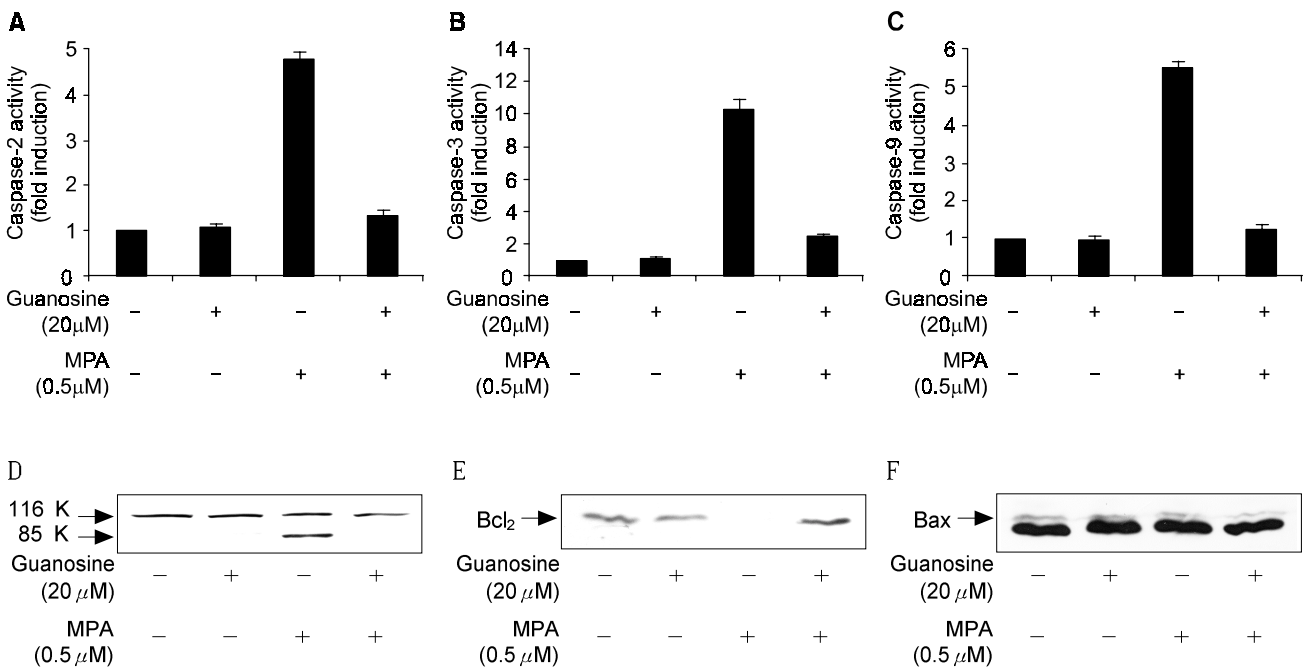 A
Caspase-2 activity
(fold induction)
5
4
3
2
1
0
Guanosine
(20μM) − + − +
MPA
(0.5μM) − − + +
B
Caspase-3 activity
(fold induction)
14
12
10
8
6
4
2
0
− + − +
MPA
(0.5μM) − − + +
C
Caspase-9 activity
(fold induction)
6
5
4
3
2
1
0
Guanosine
(20μM) − + − +
MPA
(0.5μM) − − + +
D
116 K
85 K
Guanosine
(20 μM) − + − +
MPA
(0.5 μM) − − + +
E
Bcl₂
Guanosine
(20 μM) − + − +
MPA
(0.5 μM) − − + +
F
Bax
Guanosine
(20 μM) − + − +
MPA
(0.5 μM) − − + +